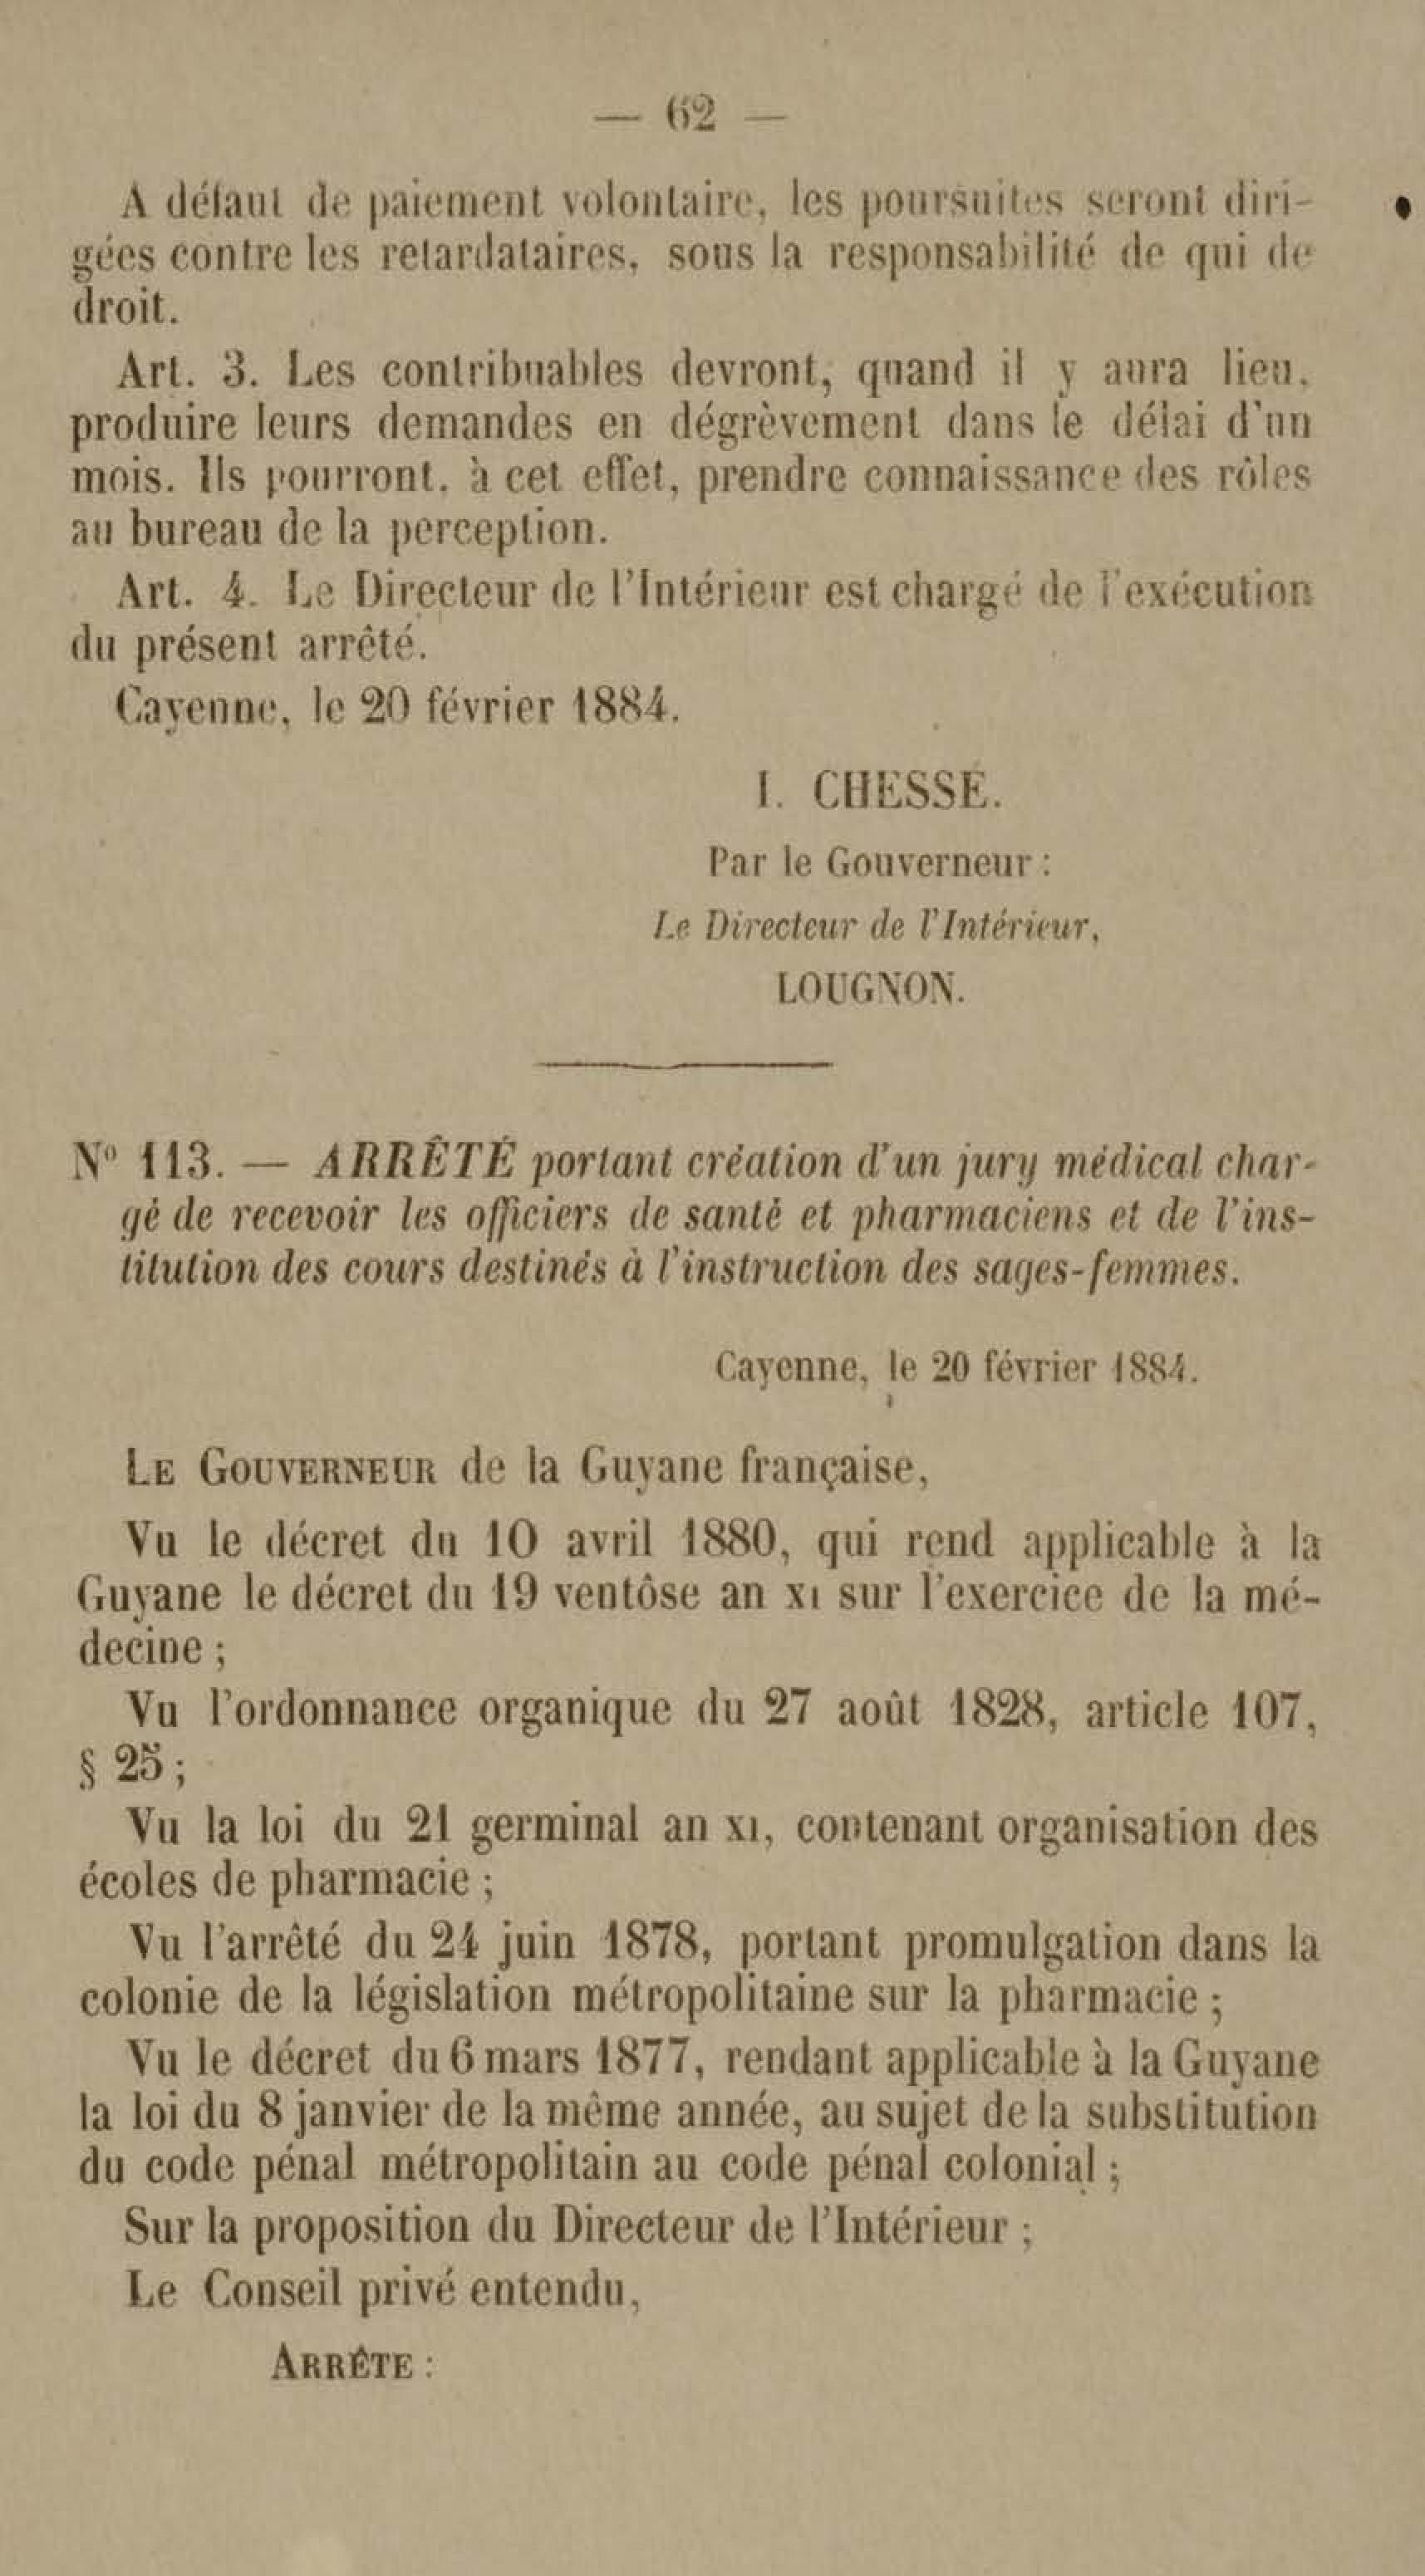 — 62 —
A défaut de paiement volontaire, les poursuites seront diri-
gées contre les retardataires, sous la responsabilité de qui de
droit.
Art. 3. Les contribuables devront, quand il y aura lieu,
produire leurs demandes en dégrèvement dans le délai d'un
mois. Ils pourront, à cet effet, prendre connaissance des rôles
au bureau de la perception.
Art. 4. Le Directeur de l'Intérieur est chargé de l'exécution
du présent arrêté.
Cayenne, le 20 février 1884.
I. CHESSÉ.
Par le Gouverneur :
Le Directeur de l'Intérieur,
LOUGNON.
N° 113. — ARRÊTÉ portant création d'un jury médical char-
gé de recevoir les officiers de santé et pharmaciens et de l'ins-
titution des cours destinés à l'instruction des sages-femmes.
Cayenne, le 20 février 1884.
LE GOUVERNEUR de la Guyane française,
Vu le décret du 10 avril 1880, qui rend applicable à la
Guyane le décret du 19 ventôse an XI sur l'exercice de la mé-
decine ;
Vu l'ordonnance organique du 27 août 1828, article 107,
§ 25 ;
Vu la loi du 21 germinal an XI, contenant organisation des
écoles de pharmacie ;
Vu l'arrêté du 24 juin 1878, portant promulgation dans la
colonie de la législation métropolitaine sur la pharmacie ;
Vu le décret du 6 mars 1877, rendant applicable à la Guyane
la loi du 8 janvier de la même année, au sujet de la substitution
du code pénal métropolitain au code pénal colonial ;
Sur la proposition du Directeur de l'Intérieur ;
Le Conseil privé entendu,
ARRÊTE :